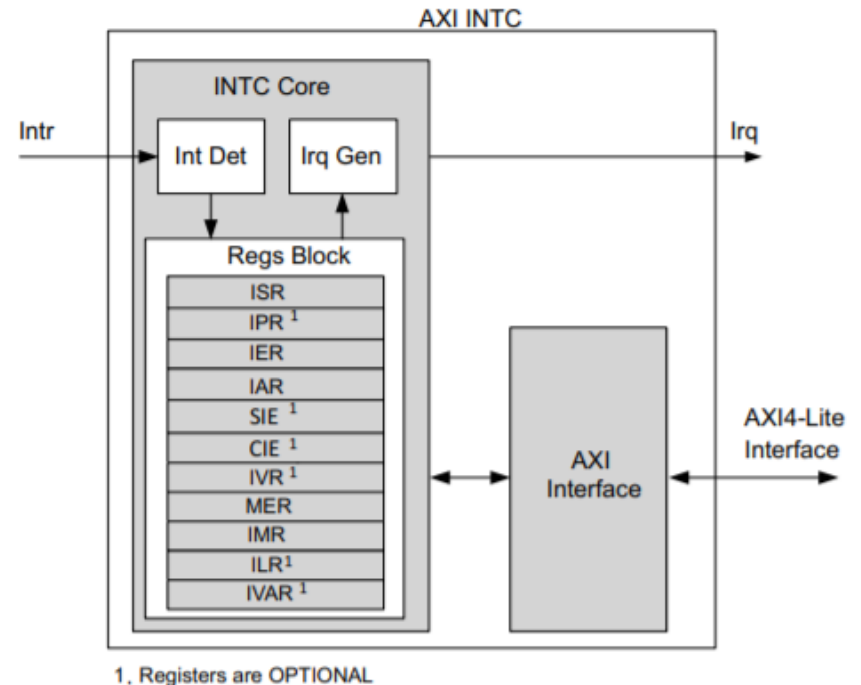 AXI INTC
INTC Core
Intr
Int Det
Irq Gen
Irq
Regs Block
ISR
IPR 1
IER
IAR
SIE 1
CIE 1
IVR 1
MER
IMR
ILR1
IVAR 1
AXI
Interface
AXI4-Lite
Interface
1, Registers are OPTIONAL